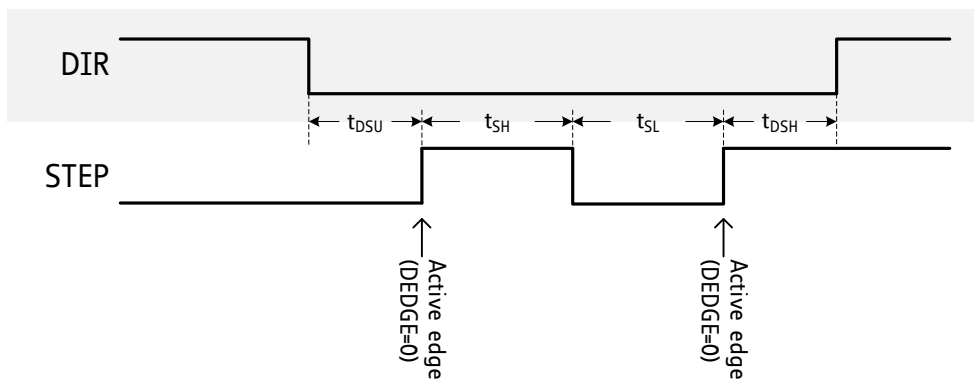 DIR
tDSU tSH tSL tDSH
STEP
Active edge
(DEDGE=0)
Active edge
(DEDGE=0)